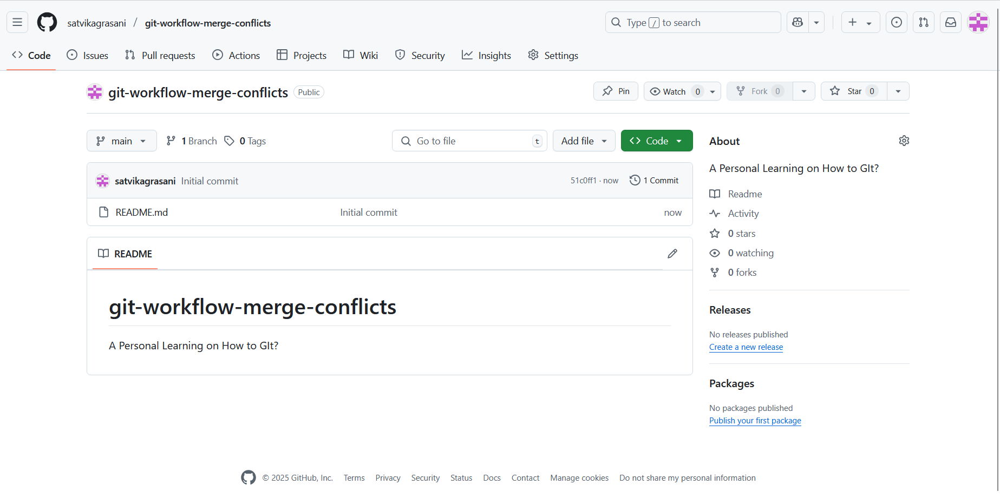 satvikagrasani / git-workflow-merge-conflicts
Type / to search
Code Issues Pull requests Actions Projects Wiki Security Insights Settings
git-workflow-merge-conflicts Public
Pin Watch 0 Fork 0 Star 0
main 1 Branch 0 Tags Go to file t Add file Code
satvikagrasani Initial commit 51c0ff1 · now 1 Commit
README.md Initial commit now
README
git-workflow-merge-conflicts
A Personal Learning on How to GIt?
About
A Personal Learning on How to GIt?
Readme
Activity
0 stars
0 watching
0 forks
Releases
No releases published
Create a new release
Packages
No packages published
Publish your first package
© 2025 GitHub, Inc. Terms Privacy Security Status Docs Contact Manage cookies Do not share my personal information